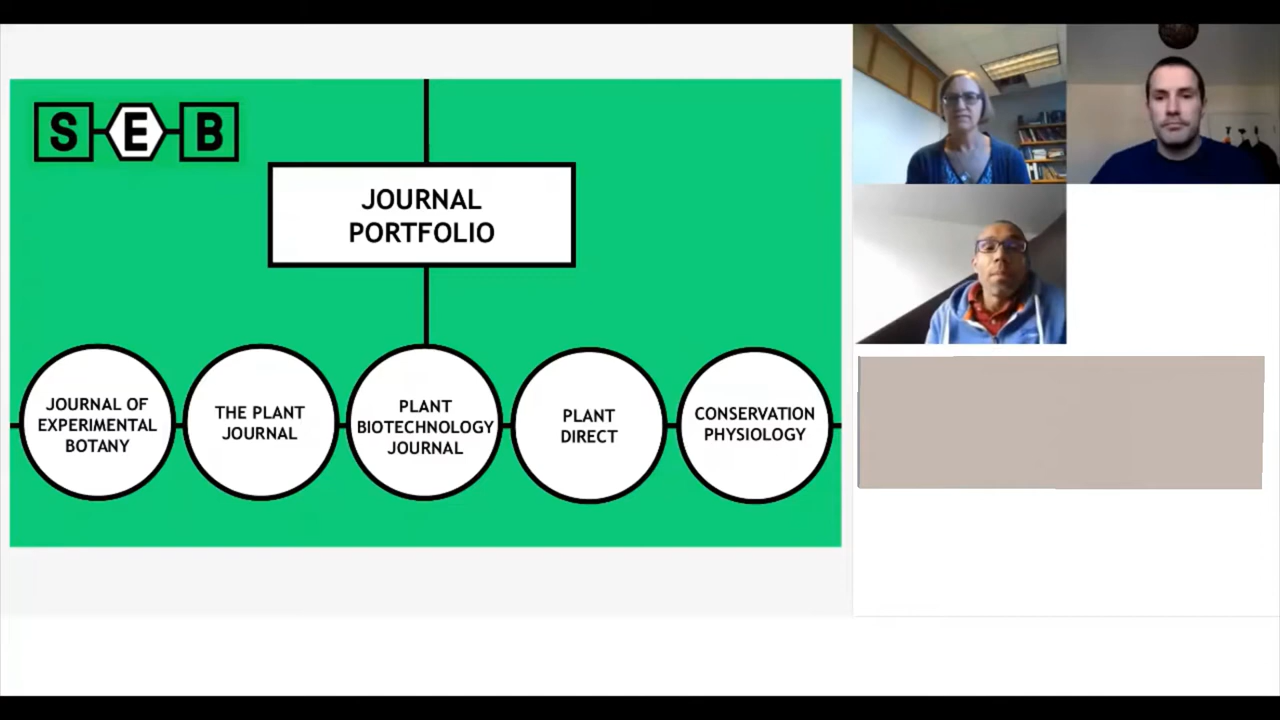 S E B
JOURNAL
PORTFOLIO
JOURNAL OF
EXPERIMENTAL
BOTANY
THE PLANT
JOURNAL
PLANT
BIOTECHNOLOGY
JOURNAL
PLANT
DIRECT
CONSERVATION
PHYSIOLOGY